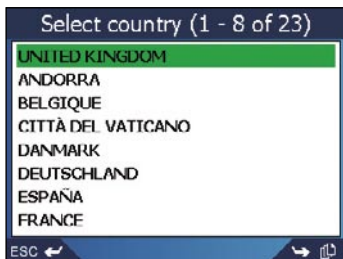 Select country (1 - 8 of 23)
UNITED KINGDOM
ANDORRA
BELGIQUE
CITTÀ DEL VATICANO
DANMARK
DEUTSCHLAND
ESPAÑA
FRANCE
ESC